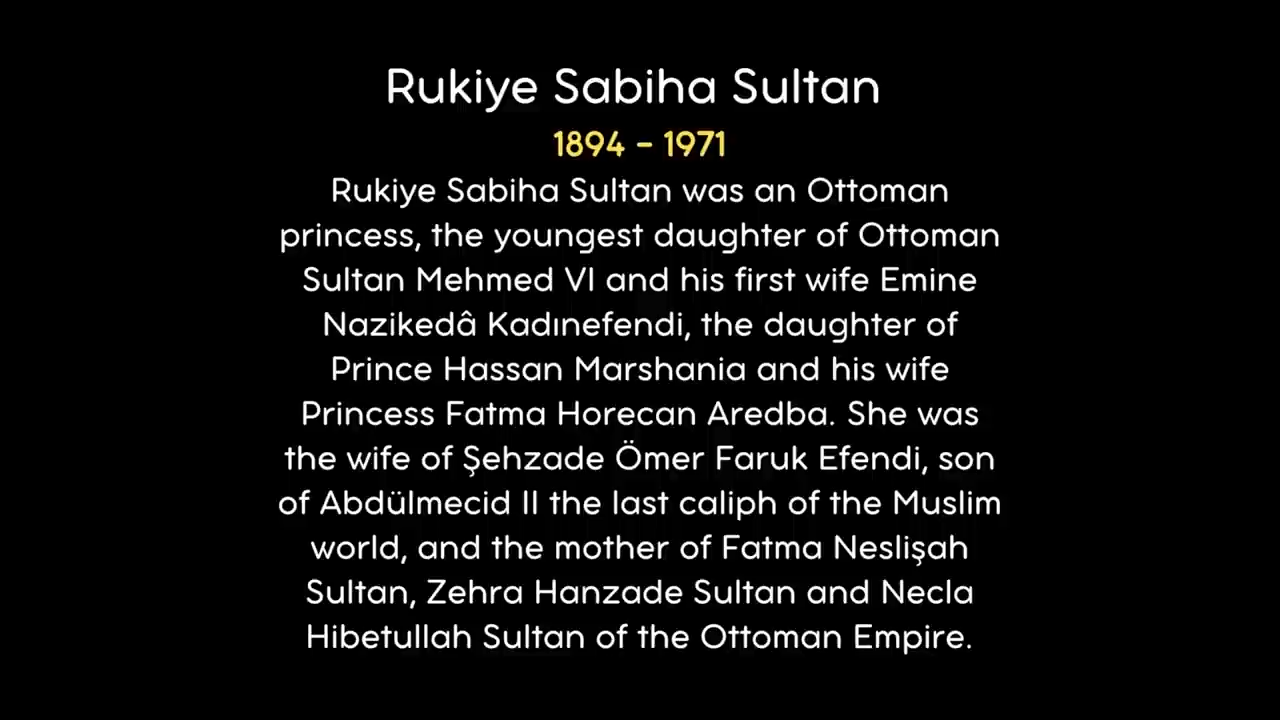 Rukiye Sabiha Sultan
1894 - 1971
Rukiye Sabiha Sultan was an Ottoman
princess, the youngest daughter of Ottoman
Sultan Mehmed VI and his first wife Emine
Nazikedâ Kadınefendi, the daughter of
Prince Hassan Marshania and his wife
Princess Fatma Horecan Aredba. She was
the wife of Şehzade Ömer Faruk Efendi, son
of Abdülmecid II the last caliph of the Muslim
world, and the mother of Fatma Neslişah
Sultan, Zehra Hanzade Sultan and Necla
Hibetullah Sultan of the Ottoman Empire.